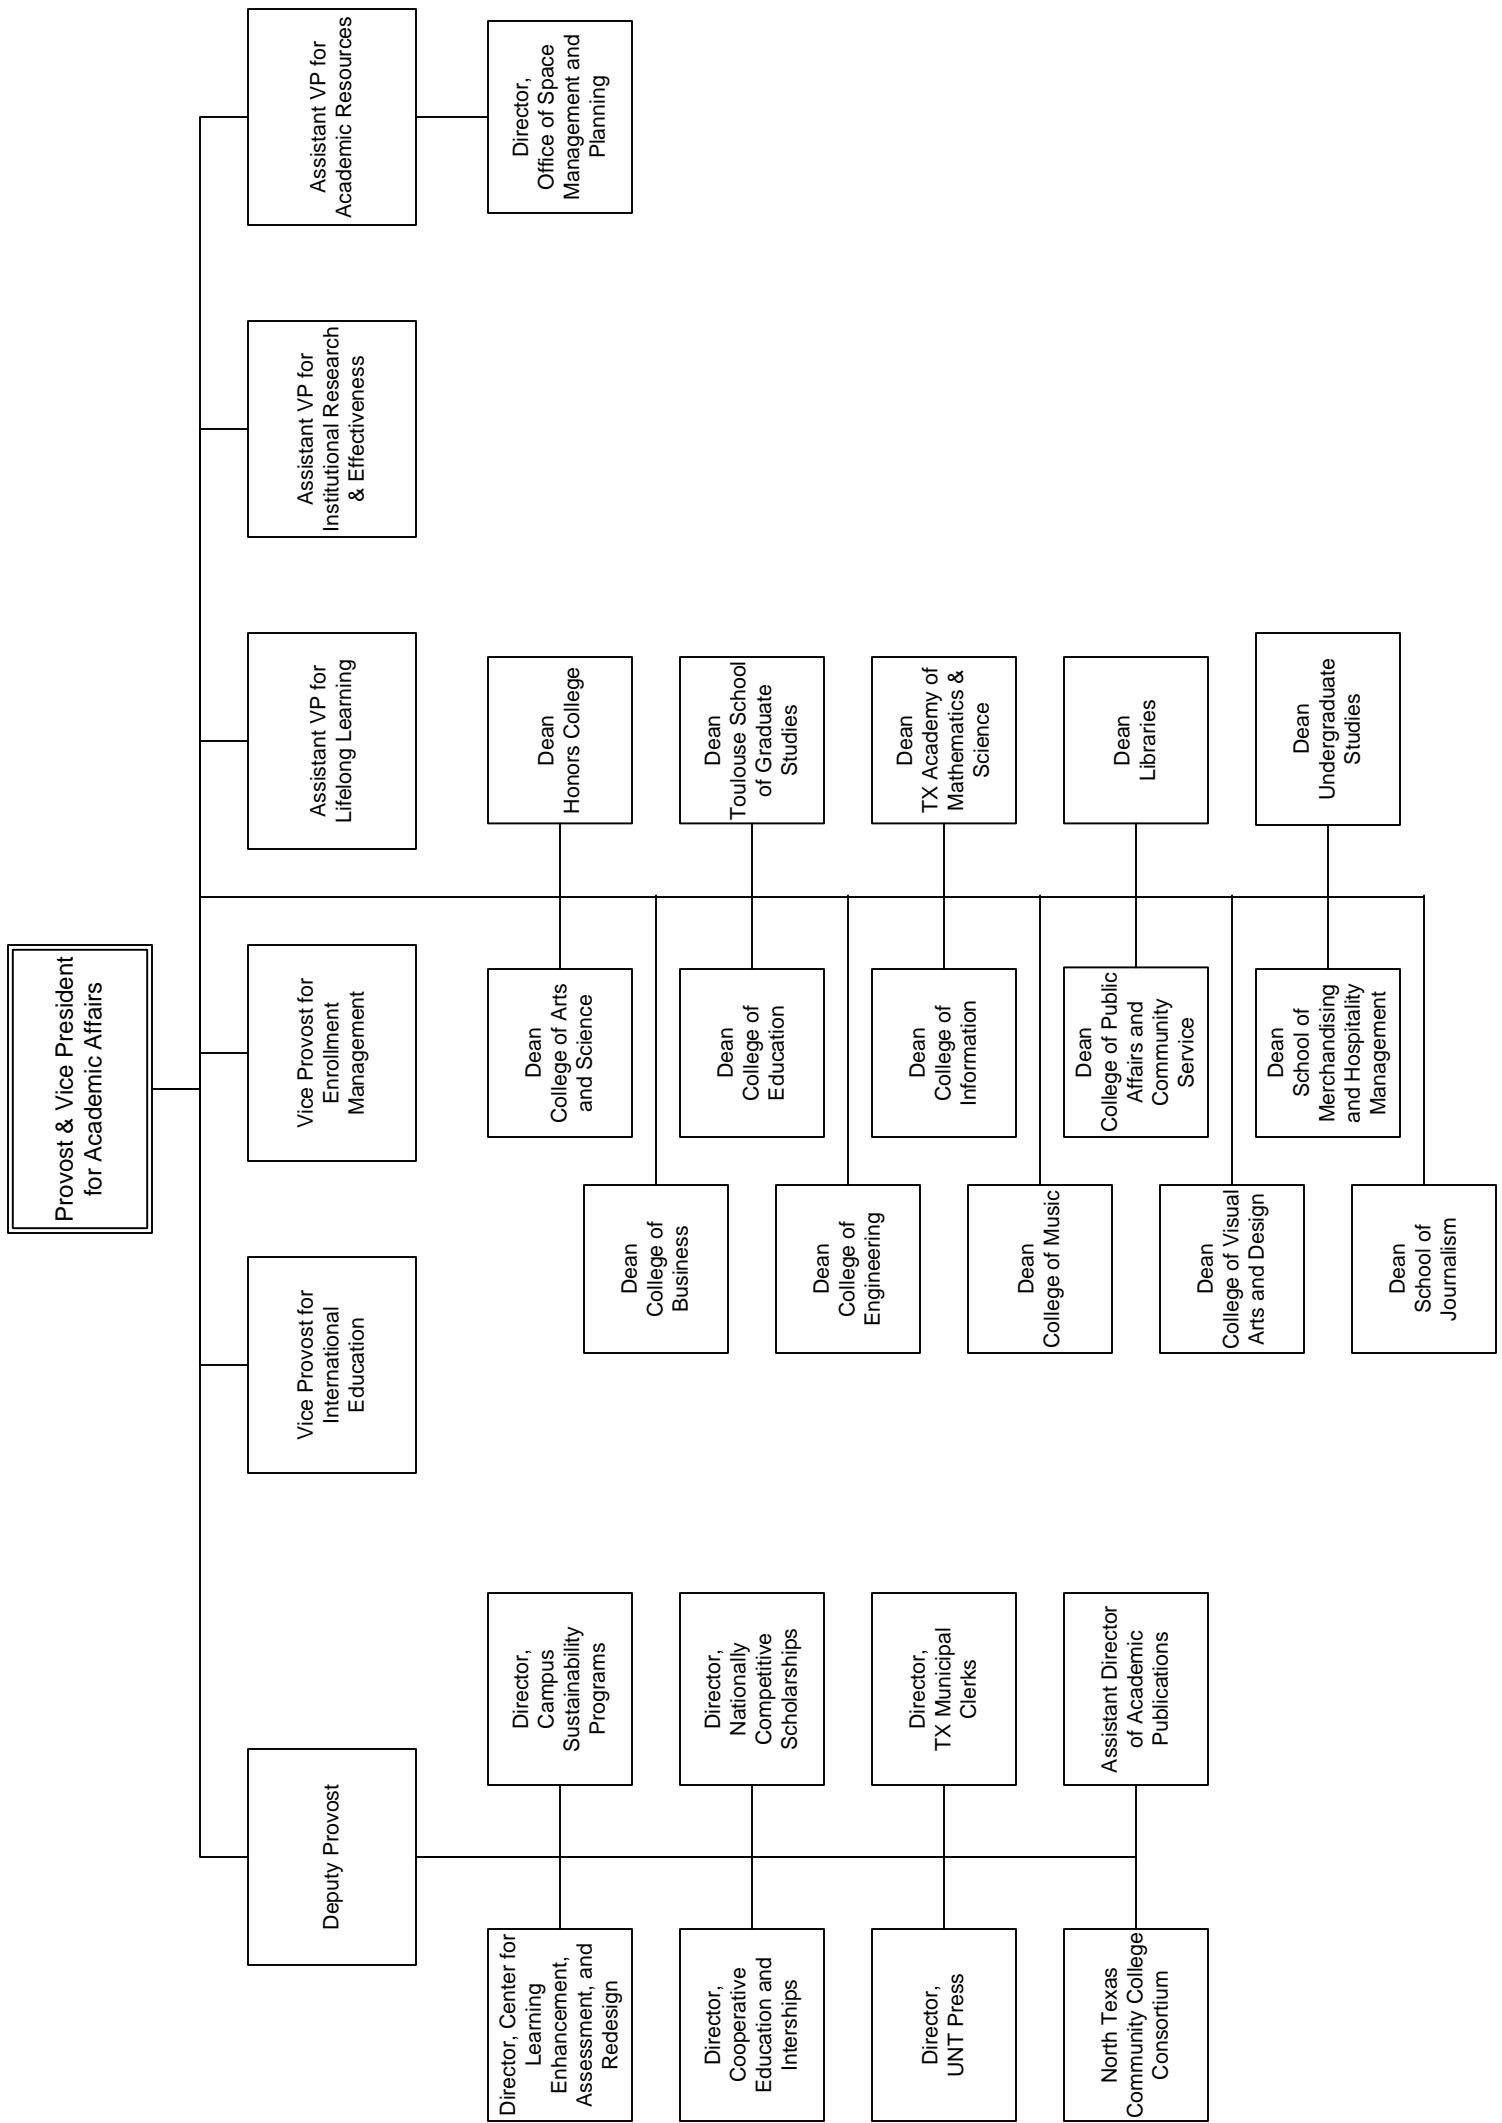 Provost & Vice President
for Academic Affairs
Deputy Provost
Vice Provost for
International
Education
Vice Provost for
Enrollment
Management
Assistant VP for
Lifelong Learning
Assistant VP for
Institutional Research
& Effectiveness
Assistant VP for
Academic Resources
Director, Center for
Learning
Enhancement,
Assessment, and
Redesign
Director,
Campus
Sustainability
Programs
Director,
Cooperative
Education and
Interships
Director,
Nationally
Competitive
Scholarships
Director,
UNT Press
Director,
TX Municipal
Clerks
North Texas
Community College
Consortium
Assistant Director
of Academic
Publications
Dean
College of Arts
and Science
Dean
Honors College
Dean
College of
Business
Dean
College of
Education
Dean
Toulouse School
of Graduate
Studies
Dean
College of
Engineering
Dean
College of
Information
Dean
TX Academy of
Mathematics &
Science
Dean
College of Music
Dean
College of Public
Affairs and
Community
Service
Dean
Libraries
Dean
College of Visual
Arts and Design
Dean
School of
Merchandising
and Hospitality
Management
Dean
Undergraduate
Studies
Dean
School of
Journalism
Director,
Office of Space
Management and
Planning